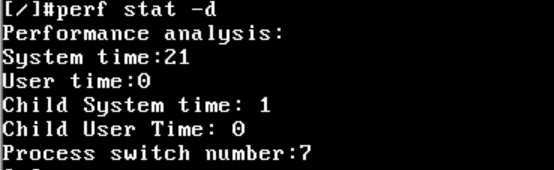 [/]#perf stat -d
Performance analysis:
System time:21
User time:0
Child System time: 1
Child User Time: 0
Process switch number:7